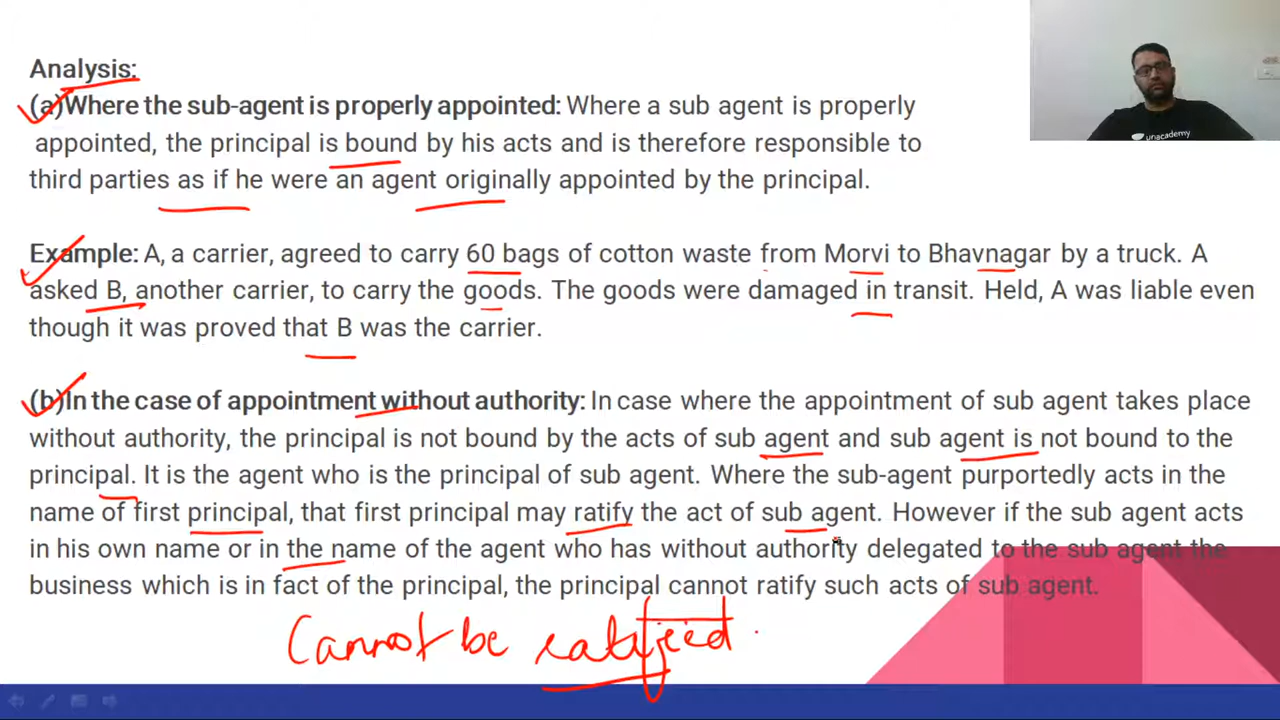 Analysis:
(a)Where the sub-agent is properly appointed: Where a sub agent is properly
appointed, the principal is bound by his acts and is therefore responsible to
third parties as if he were an agent originally appointed by the principal.
unacademy
Example: A, a carrier, agreed to carry 60 bags of cotton waste from Morvi to Bhavnagar by a truck. A
asked B, another carrier, to carry the goods. The goods were damaged in transit. Held, A was liable even
though it was proved that B was the carrier.
(b)In the case of appointment without authority: In case where the appointment of sub agent takes place
without authority, the principal is not bound by the acts of sub agent and sub agent is not bound to the
principal. It is the agent who is the principal of sub agent. Where the sub-agent purportedly acts in the
name of first principal, that first principal may ratify the act of sub agent. However if the sub agent acts
in his own name or in the name of the agent who has without authority delegated to the sub agent the
business which is in fact of the principal, the principal cannot ratify such acts of sub agent.
Cannot be ratified